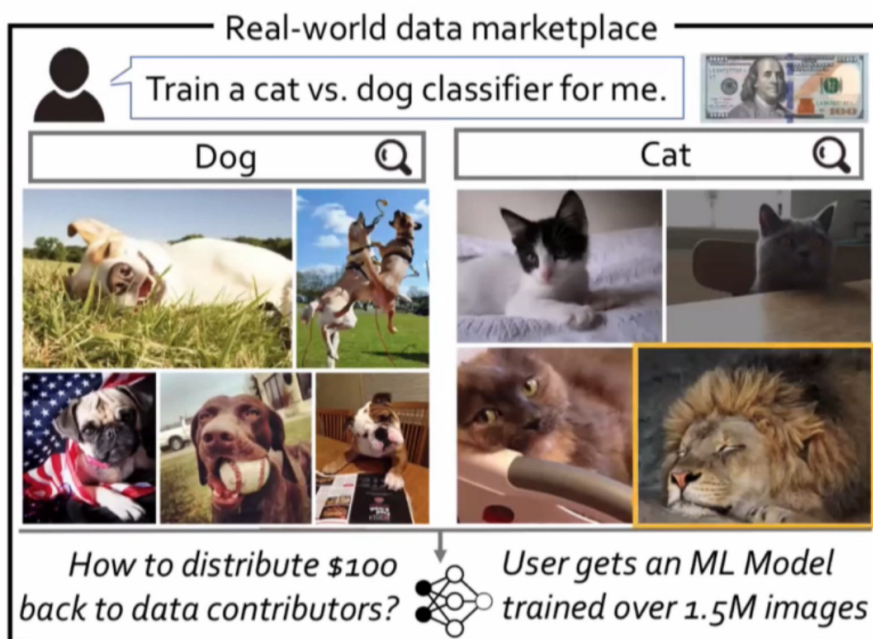 Real-world data marketplace
Train a cat vs. dog classifier for me.
100
Dog
Cat
How to distribute $100
back to data contributors?
User gets an ML Model
trained over 1.5M images